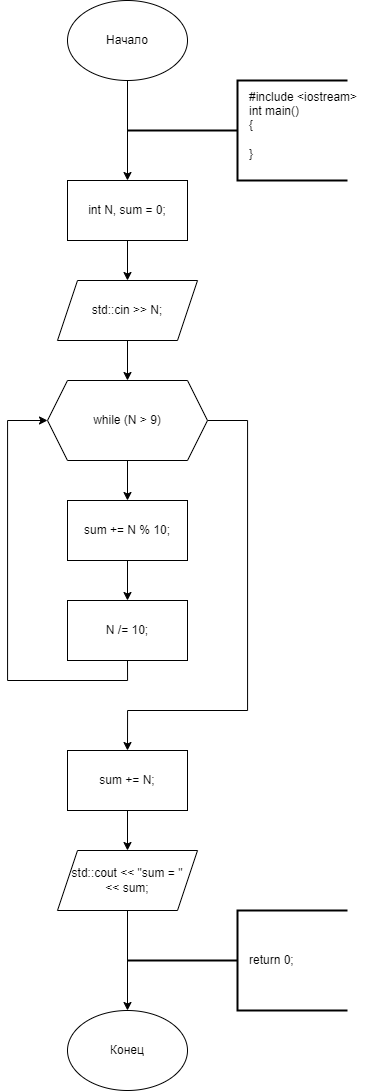 Начало
#include <iostream>
int main()
{
}
int N, sum = 0;
std::cin >> N;
while (N > 9)
sum += N % 10;
N /= 10;
sum += N;
std::cout << "sum = "
<< sum;
return 0;
Конец